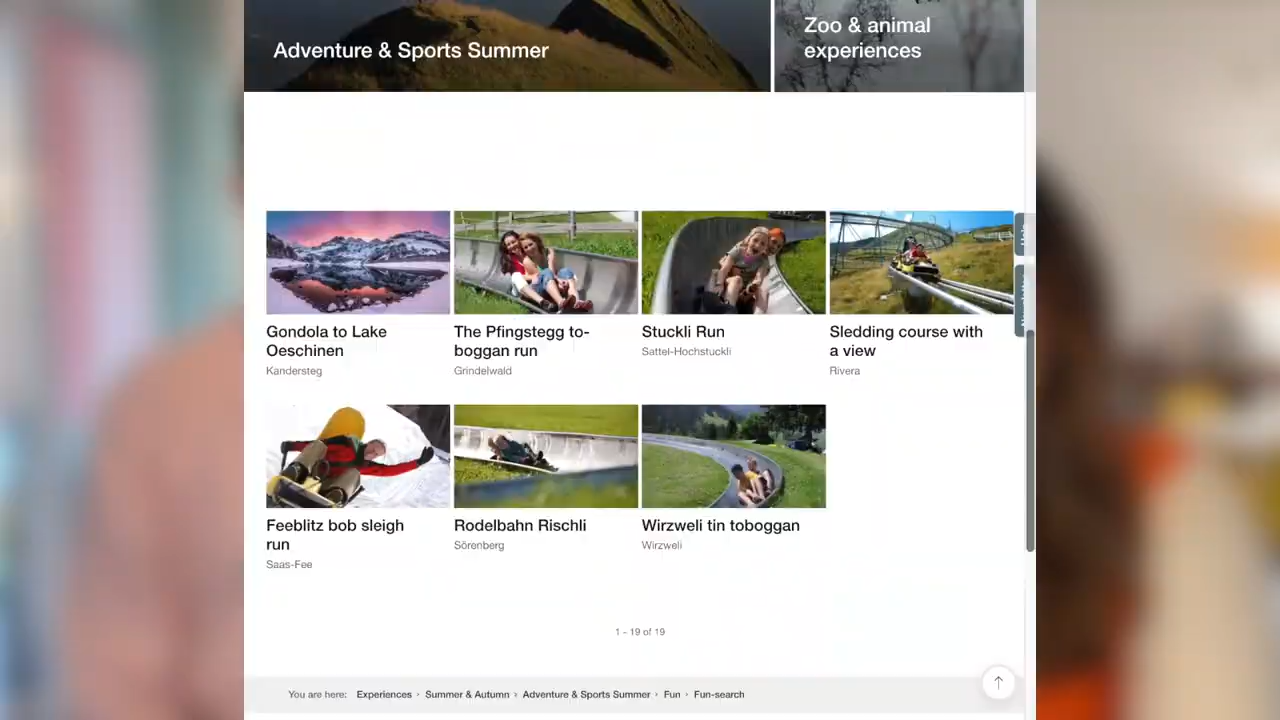 Adventure & Sports Summer
Zoo & animal
experiences
Gondola to Lake
Oeschinen
Kandersteg
The Pfingstegg to-
boggan run
Grindelwald
Stuckli Run
Sattel-Hochstuckli
Sledding course with
a view
Rivera
Feeblitz bob sleigh
run
Saas-Fee
Rodelbahn Rischli
Sörenberg
Wirzweli tin toboggan
Wirzweli
1 - 19 of 19
You are here: Experiences › Summer & Autumn › Adventure & Sports Summer › Fun › Fun-search